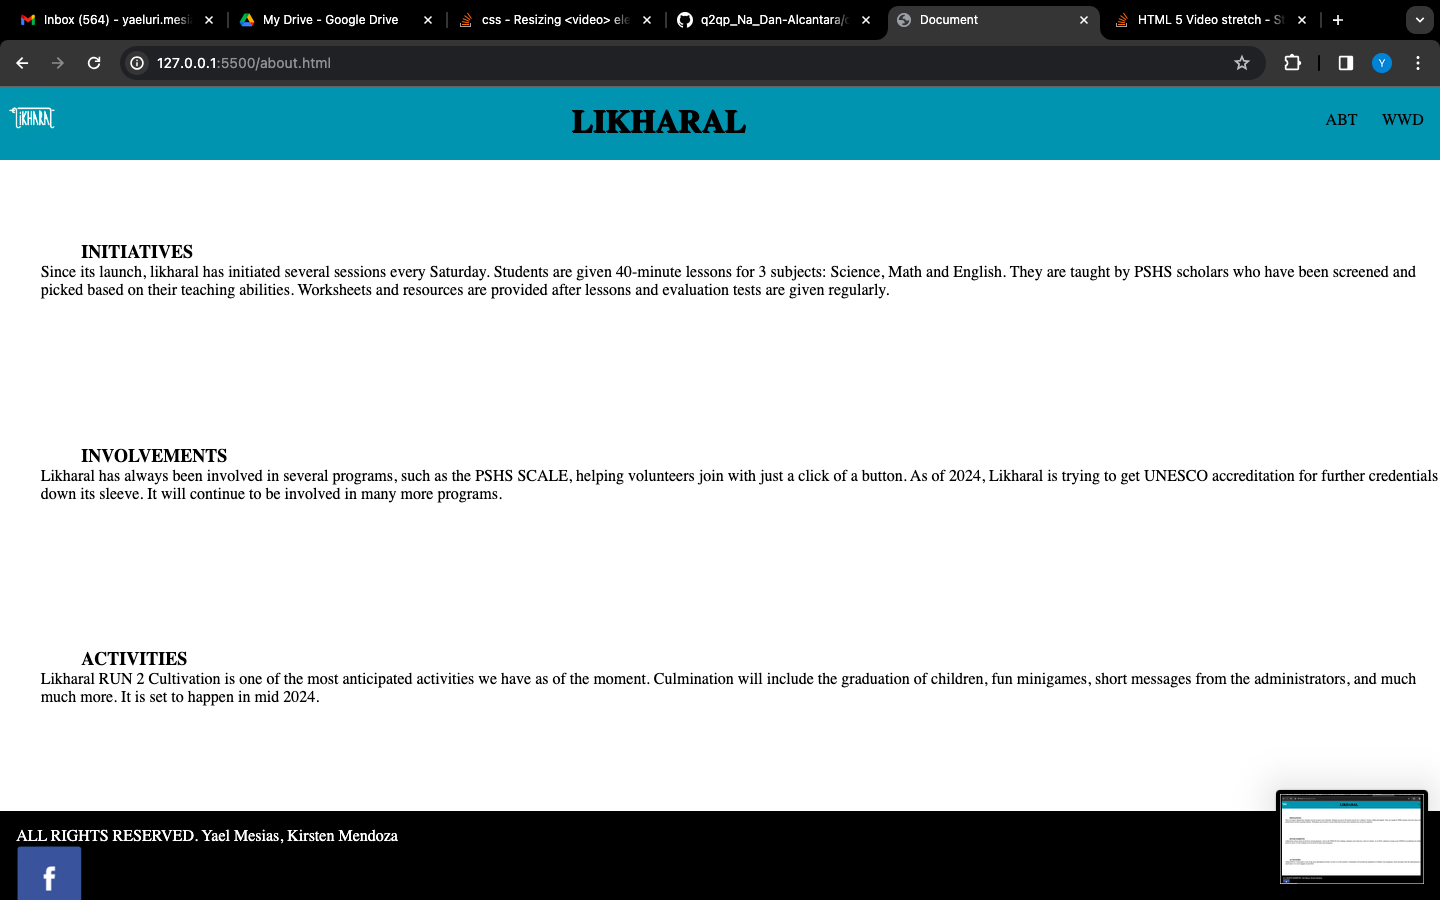 Inbox (564) - yaeluri.mesi
My Drive - Google Drive
css - Resizing <video> ele
q2qp_Na_Dan-Alcantara/
Document
HTML 5 Video stretch - St
127.0.0.1:5500/about.html
Y
LIKHARAL
LIKHARAL
ABT WWD
INITIATIVES
Since its launch, likharal has initiated several sessions every Saturday. Students are given 40-minute lessons for 3 subjects: Science, Math and English. They are taught by PSHS scholars who have been screened and
picked based on their teaching abilities. Worksheets and resources are provided after lessons and evaluation tests are given regularly.
INVOLVEMENTS
Likharal has always been involved in several programs, such as the PSHS SCALE, helping volunteers join with just a click of a button. As of 2024, Likharal is trying to get UNESCO accreditation for further credentials
down its sleeve. It will continue to be involved in many more programs.
ACTIVITIES
Likharal RUN 2 Cultivation is one of the most anticipated activities we have as of the moment. Culmination will include the graduation of children, fun minigames, short messages from the administrators, and much
much more. It is set to happen in mid 2024.
ALL RIGHTS RESERVED. Yael Mesias, Kirsten Mendoza
f
LIKHARAL